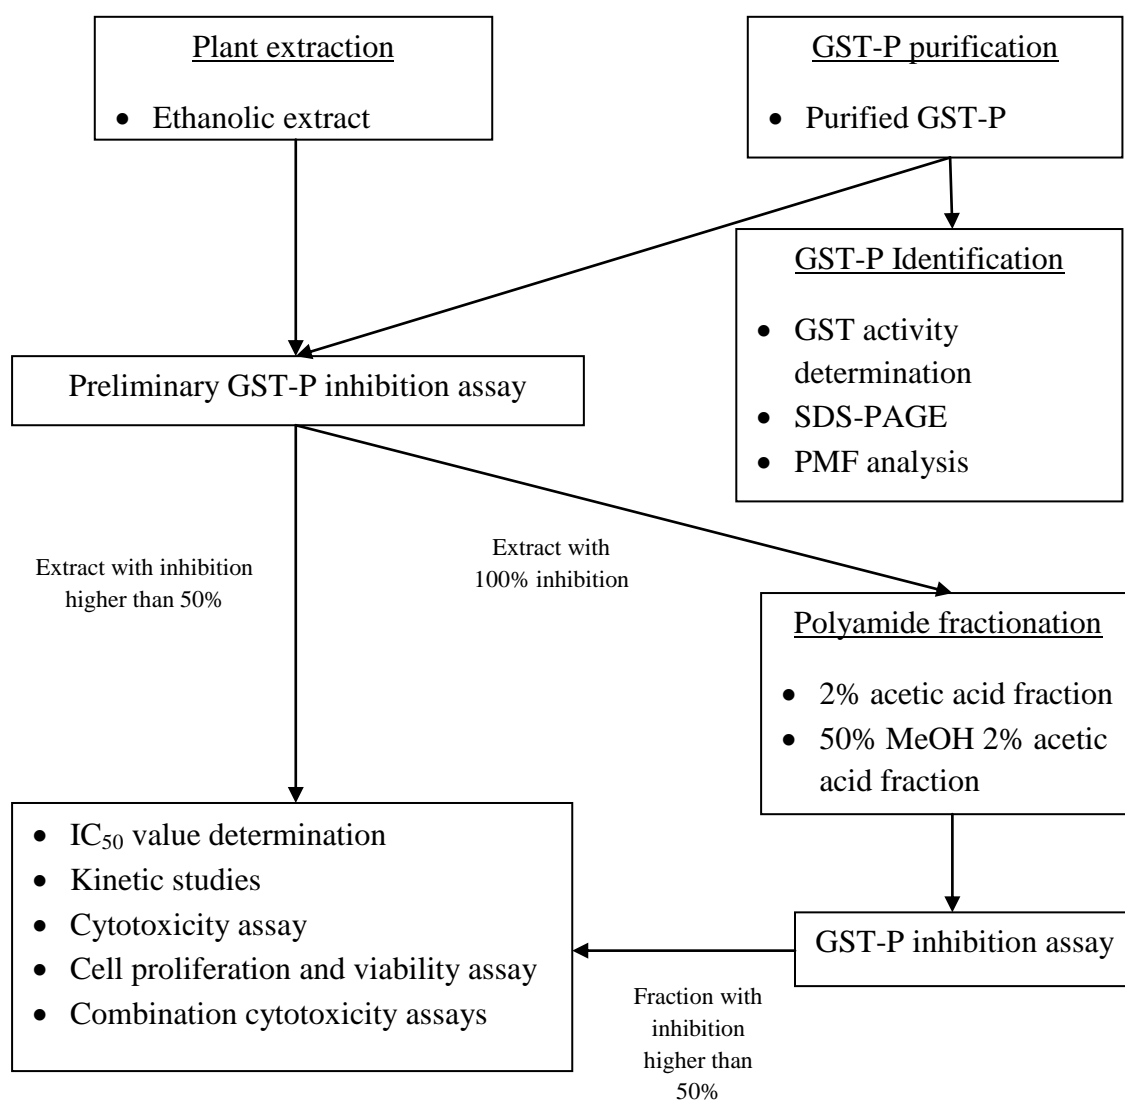 Plant extraction
• Ethanolic extract
GST-P purification
• Purified GST-P
GST-P Identification
• GST activity
determination
• SDS-PAGE
• PMF analysis
Preliminary GST-P inhibition assay
Extract with inhibition
higher than 50%
Extract with
100% inhibition
Polyamide fractionation
• 2% acetic acid fraction
• 50% MeOH 2% acetic
acid fraction
• IC₅₀ value determination
• Kinetic studies
• Cytotoxicity assay
• Cell proliferation and viability assay
• Combination cytotoxicity assays
GST-P inhibition assay
Fraction with
inhibition
higher than
50%